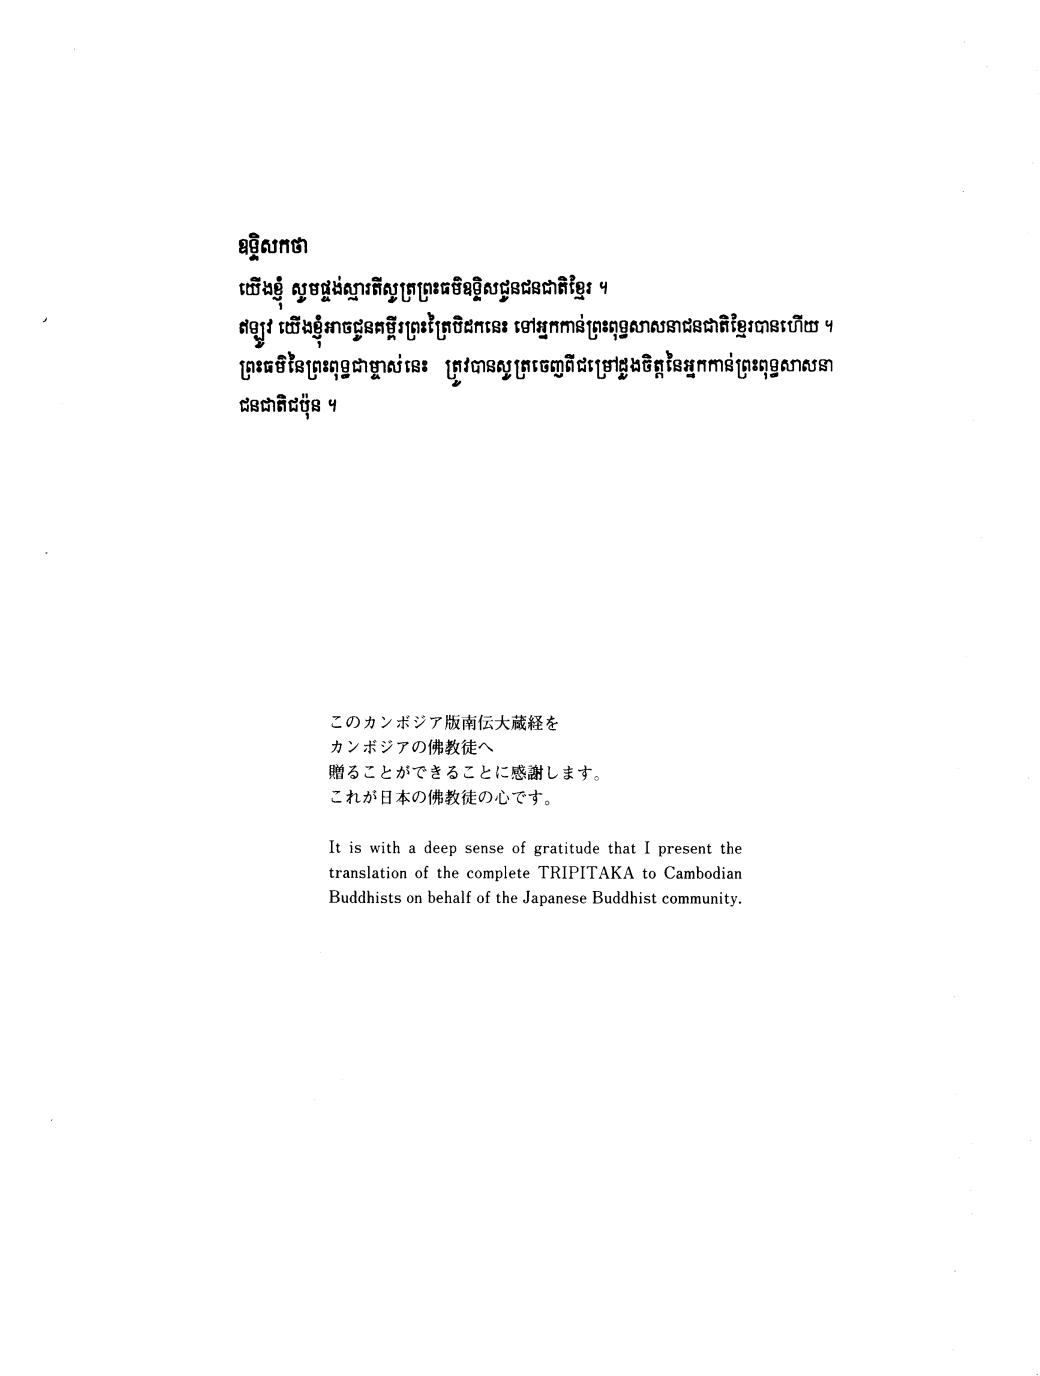 ឧទ្ទិសកថា
យើងខ្ញុំ សូមផ្ចង់ស្មារតីសូត្រព្រះធម៌ឧទ្ទិសជូនជនជាតិខ្មែរ ។
ឥឡូវ យើងខ្ញុំអាចជូនគម្ពីរព្រះត្រៃបិដកនេះ ទៅអ្នកកាន់ព្រះពុទ្ធសាសនាជនជាតិខ្មែរបានហើយ ។
ព្រះធម៌នៃព្រះពុទ្ធជាម្ចាស់នេះ ត្រូវបានសូត្រចេញពីជម្រៅដួងចិត្តនៃអ្នកកាន់ព្រះពុទ្ធសាសនា
ជនជាតិជប៉ុន ។
このカンボジア版南伝大蔵経を
カンボジアの佛教徒へ
贈ることができることに感謝します。
これが日本の佛教徒の心です。
It is with a deep sense of gratitude that I present the
translation of the complete TRIPITAKA to Cambodian
Buddhists on behalf of the Japanese Buddhist community.